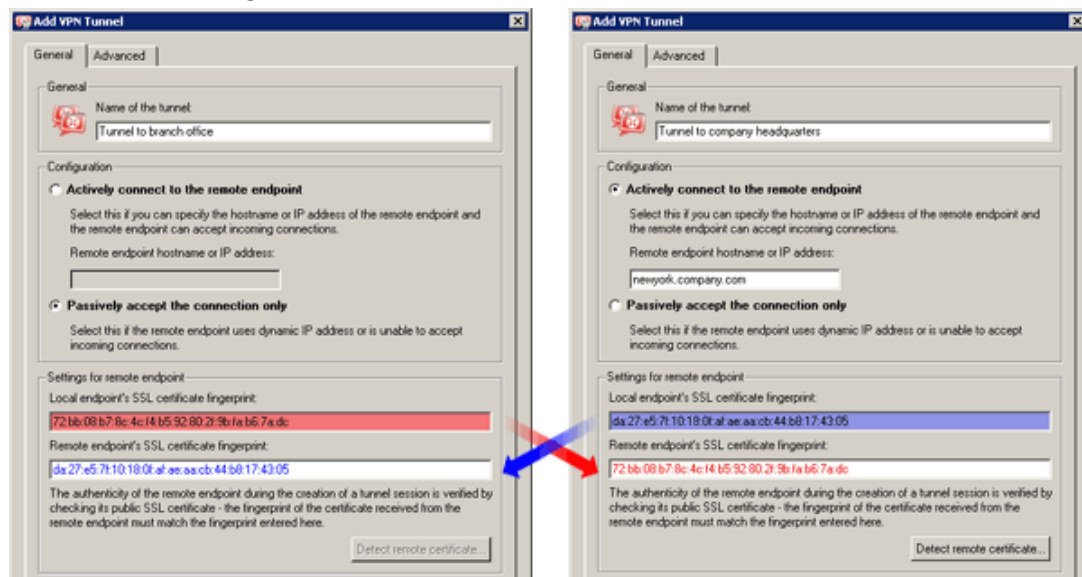 Add VPN Tunnel
General
Advanced
General
Name of the tunnel:
Tunnel to branch office
Configuration
Actively connect to the remote endpoint
Select this if you can specify the hostname or IP address of the remote endpoint and
the remote endpoint can accept incoming connections.
Remote endpoint hostname or IP address:
Passively accept the connection only
Select this if the remote endpoint uses dynamic IP address or is unable to accept
incoming connections.
Settings for remote endpoint
Local endpoint's SSL certificate fingerprint:
72:bb:08:b7:8c:4c:f4:b5:92:80:2f:9b:fa:b6:7a:dc
Remote endpoint's SSL certificate fingerprint:
da:27:e5:7f:10:18:0f:af:ae:aa:cb:44:b8:17:43:05
The authenticity of the remote endpoint during the creation of a tunnel session is verified by
checking its public SSL certificate - the fingerprint of the certificate received from the
remote endpoint must match the fingerprint entered here.
Detect remote certificate...
Add VPN Tunnel
General
Advanced
General
Name of the tunnel:
Tunnel to company headquarters
Configuration
Actively connect to the remote endpoint
Select this if you can specify the hostname or IP address of the remote endpoint and
the remote endpoint can accept incoming connections.
Remote endpoint hostname or IP address:
newyork.company.com
Passively accept the connection only
Select this if the remote endpoint uses dynamic IP address or is unable to accept
incoming connections.
Settings for remote endpoint
Local endpoint's SSL certificate fingerprint:
da:27:e5:7f:10:18:0f:af:ae:aa:cb:44:b8:17:43:05
Remote endpoint's SSL certificate fingerprint:
72:bb:08:b7:8c:4c:f4:b5:92:80:2f:9b:fa:b6:7a:dc
The authenticity of the remote endpoint during the creation of a tunnel session is verified by
checking its public SSL certificate - the fingerprint of the certificate received from the
remote endpoint must match the fingerprint entered here.
Detect remote certificate...